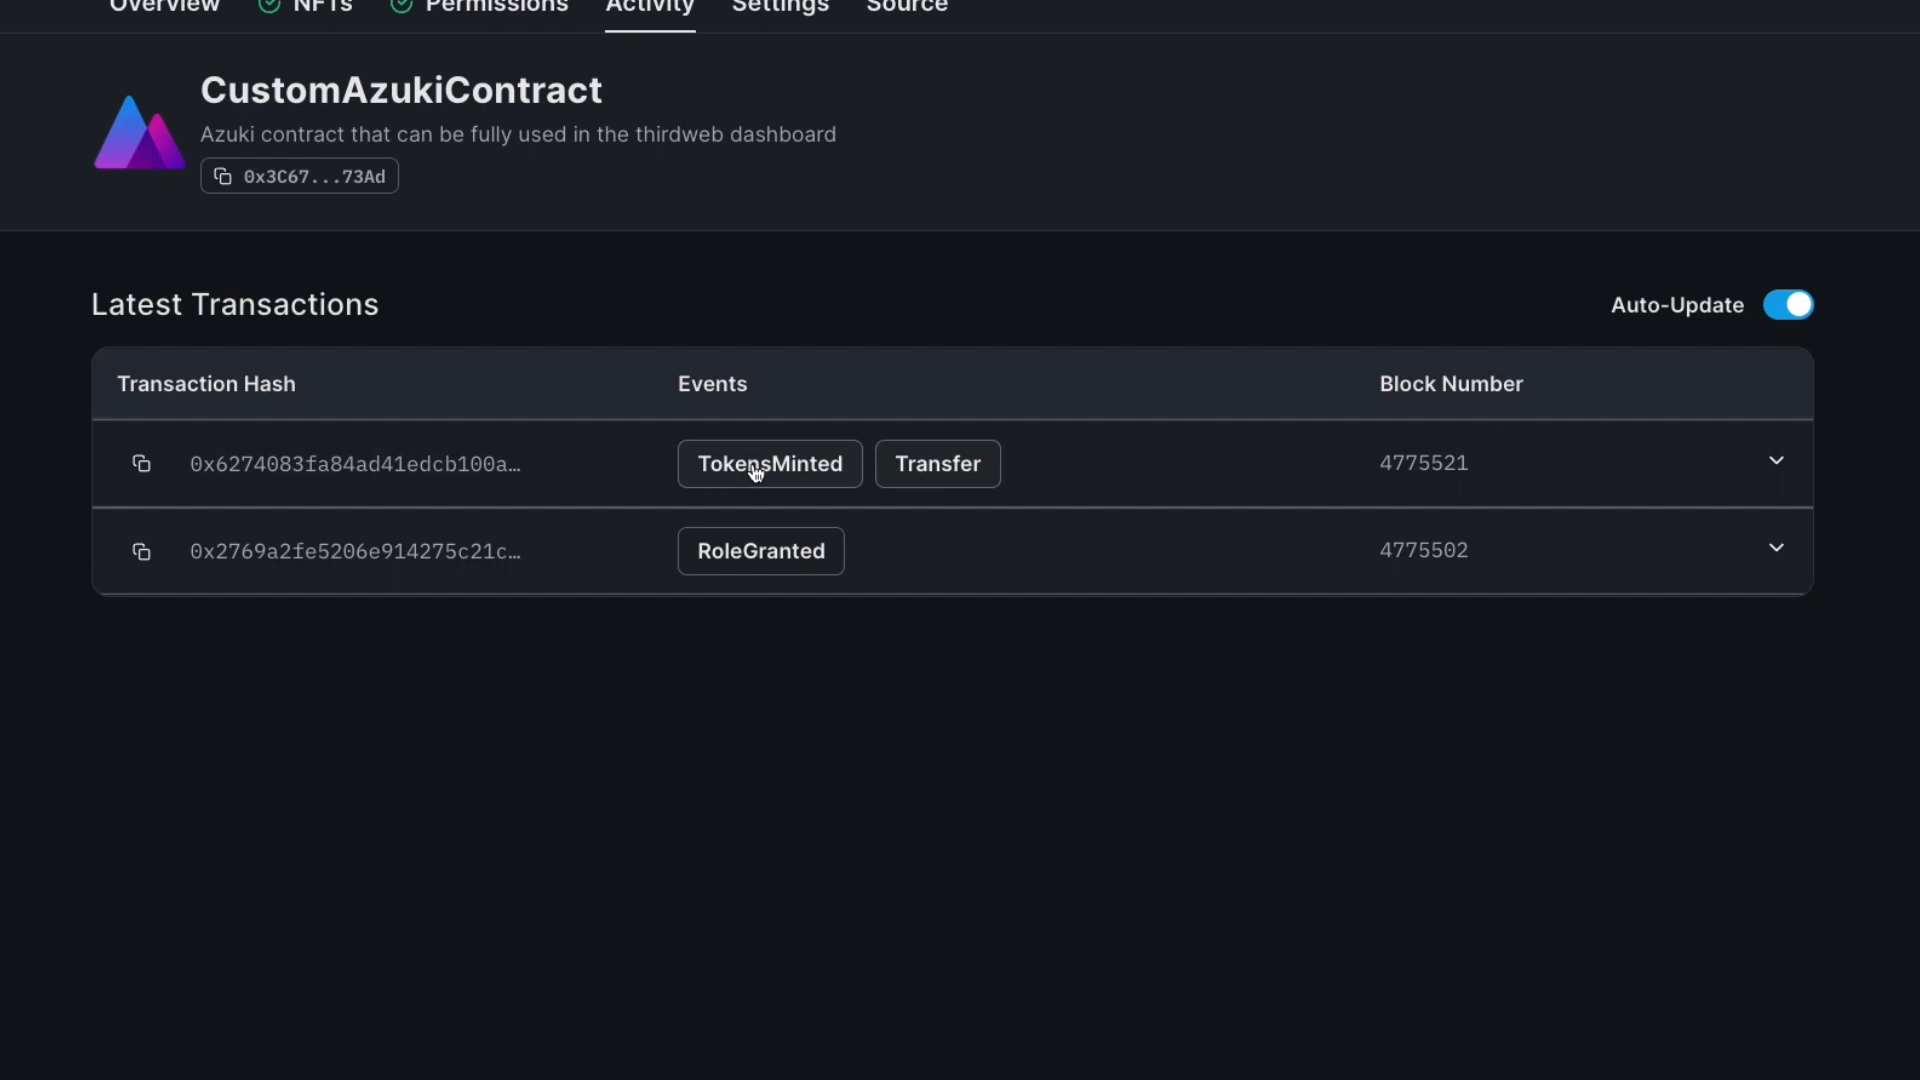 Overview NFTs Permissions Activity Settings Source
CustomAzukiContract
Azuki contract that can be fully used in the thirdweb dashboard
0x3C67...73Ad
Latest Transactions
Auto-Update
Transaction Hash Events Block Number
0x6274083fa84ad41edcb100a… TokensMinted Transfer 4775521
0x2769a2fe5206e914275c21c… RoleGranted 4775502